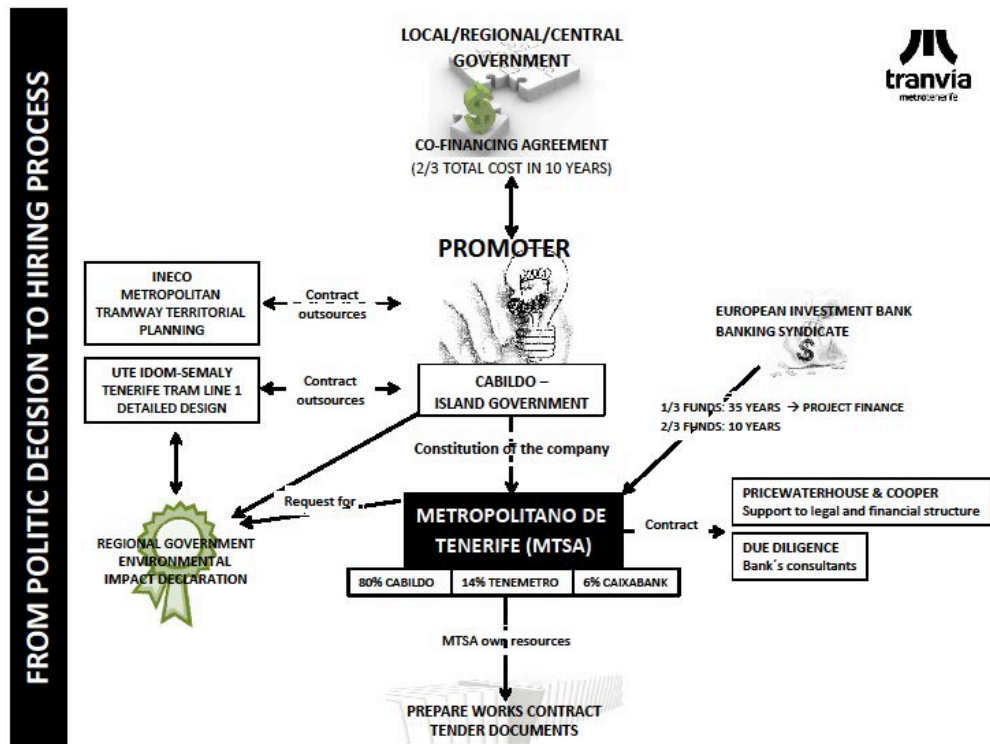 FROM POLITIC DECISION TO HIRING PROCESS
LOCAL/REGIONAL/CENTRAL
GOVERNMENT
tranvia
metrotenerife
$
CO-FINANCING AGREEMENT
(2/3 TOTAL COST IN 10 YEARS)
PROMOTER
INECO
METROPOLITAN
TRAMWAY TERRITORIAL
PLANNING
Contract
outsources
EUROPEAN INVESTMENT BANK
BANKING SYNDICATE
$
UTE IDOM-SEMALY
TENERIFE TRAM LINE 1
DETAILED DESIGN
Contract
outsources
CABILDO –
ISLAND GOVERNMENT
1/3 FUNDS: 35 YEARS → PROJECT FINANCE
2/3 FUNDS: 10 YEARS
Constitution of the company
Request for
REGIONAL GOVERNMENT
ENVIRONMENTAL
IMPACT DECLARATION
METROPOLITANO DE
TENERIFE (MTSA)
Contract
PRICEWATERHOUSE & COOPER
Support to legal and financial structure
DUE DILIGENCE
Bank´s consultants
80% CABILDO
14% TENEMETRO
6% CAIXABANK
MTSA own resources
PREPARE WORKS CONTRACT
TENDER DOCUMENTS